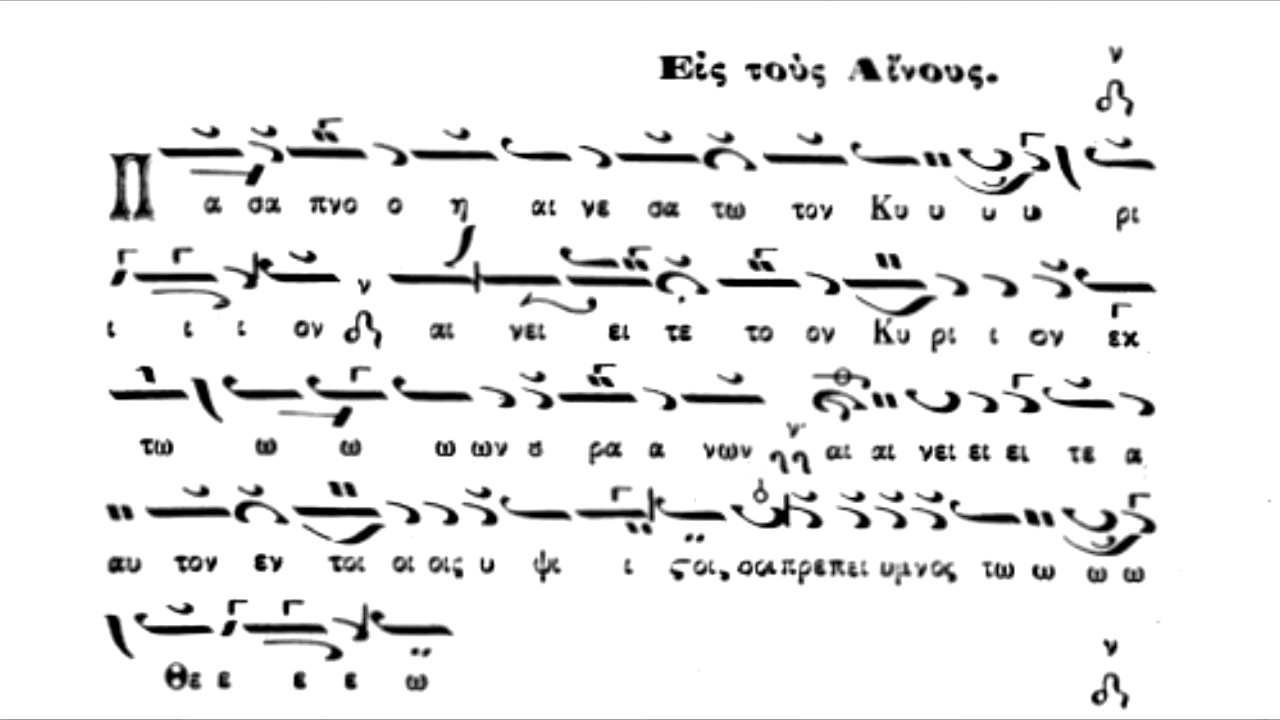 Εἰς τοὺς Αἴνους. ν
Π α σα πνο ο η αι νε σα τω τον Κυ υ υ υ ρι
ι ι ι ον ν αι νει ει τε το ον Κυ ρι ι ον εκ
τω ω ω ω ων ȣ ρα α νων ν αι αι νει ει ει τε α
αυ τον εν τοι οι οις υ ψι ι ϛοι, σοι πρεπει υμνος τω ω ω ω
Θε ε ε ε ω ν